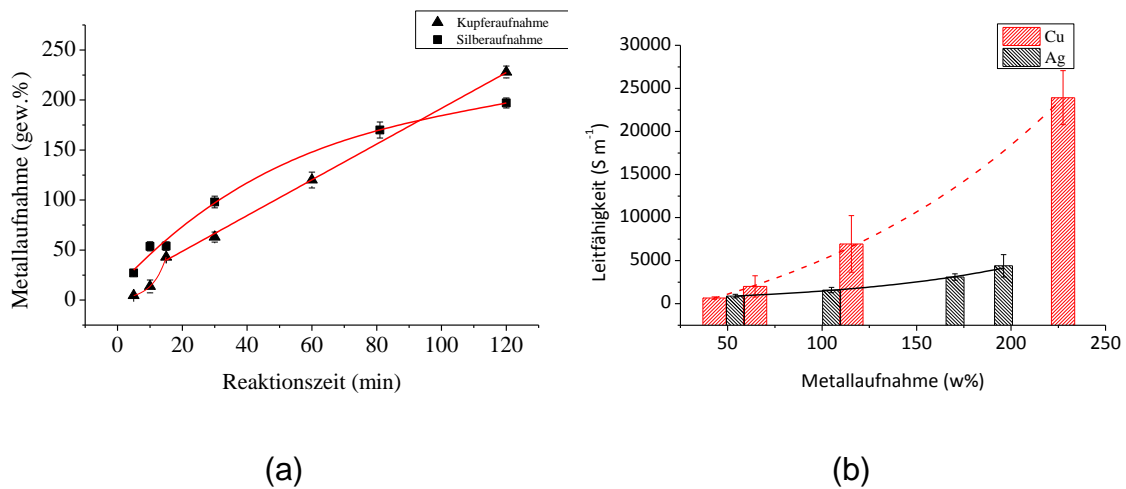 Kupferaufnahme
Silberaufnahme
250
200
150
100
50
0
Metallaufnahme (gew.%)
0 20 40 60 80 100 120
Reaktionszeit (min)
(a)
Cu
Ag
30000
25000
20000
15000
10000
5000
0
Leitfähigkeit (S m⁻¹)
50 100 150 200 250
Metallaufnahme (w%)
(b)